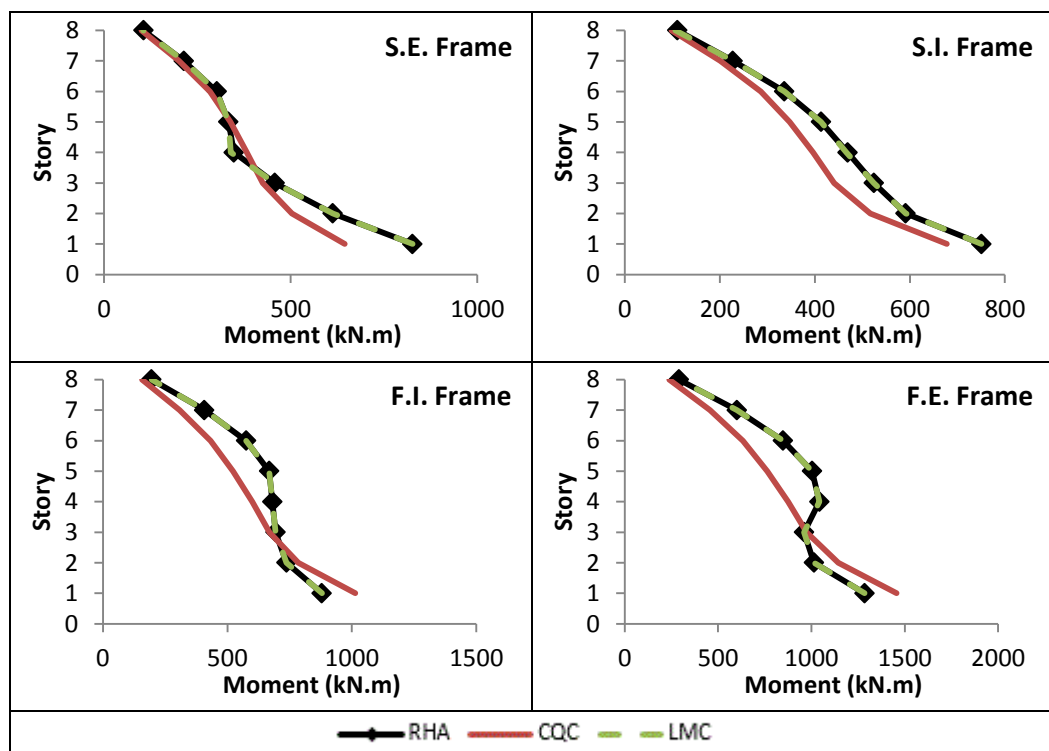 S.E. Frame
8
7
6
5
4
3
2
1
0
Story
0 500 1000
Moment (kN.m)
S.I. Frame
8
7
6
5
4
3
2
1
0
Story
0 200 400 600 800
Moment (kN.m)
F.I. Frame
8
7
6
5
4
3
2
1
0
Story
0 500 1000 1500
Moment (kN.m)
F.E. Frame
8
7
6
5
4
3
2
1
0
Story
0 500 1000 1500 2000
Moment (kN.m)
RHA CQC LMC